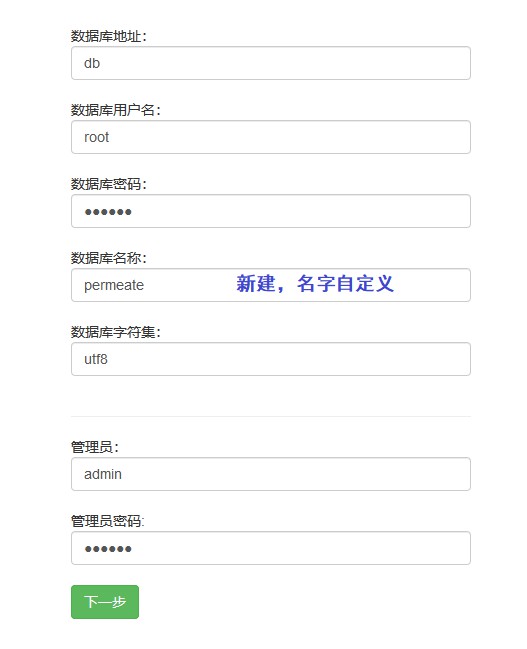 数据库地址:
db
数据库用户名:
root
数据库密码:
●●●●●●
数据库名称:
permeate 新建，名字自定义
数据库字符集:
utf8
管理员:
admin
管理员密码:
●●●●●●
下一步